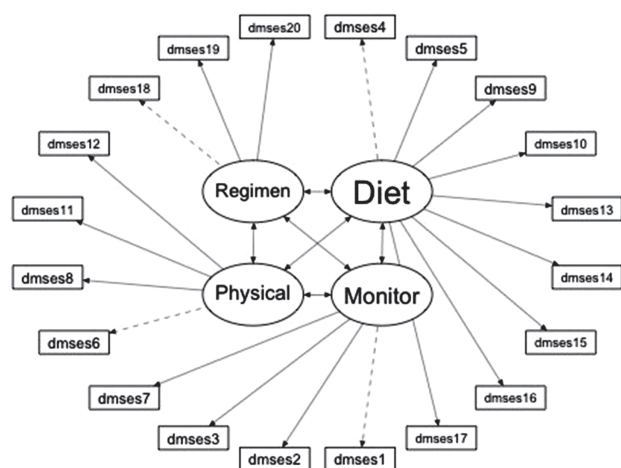 dmses20
dmses4
dmses19
dmses5
dmses18
dmses9
dmses12
dmses10
Regimen
Diet
dmses11
dmses13
dmses8
dmses14
Physical
Monitor
dmses6
dmses15
dmses7
dmses16
dmses3
dmses17
dmses2
dmses1